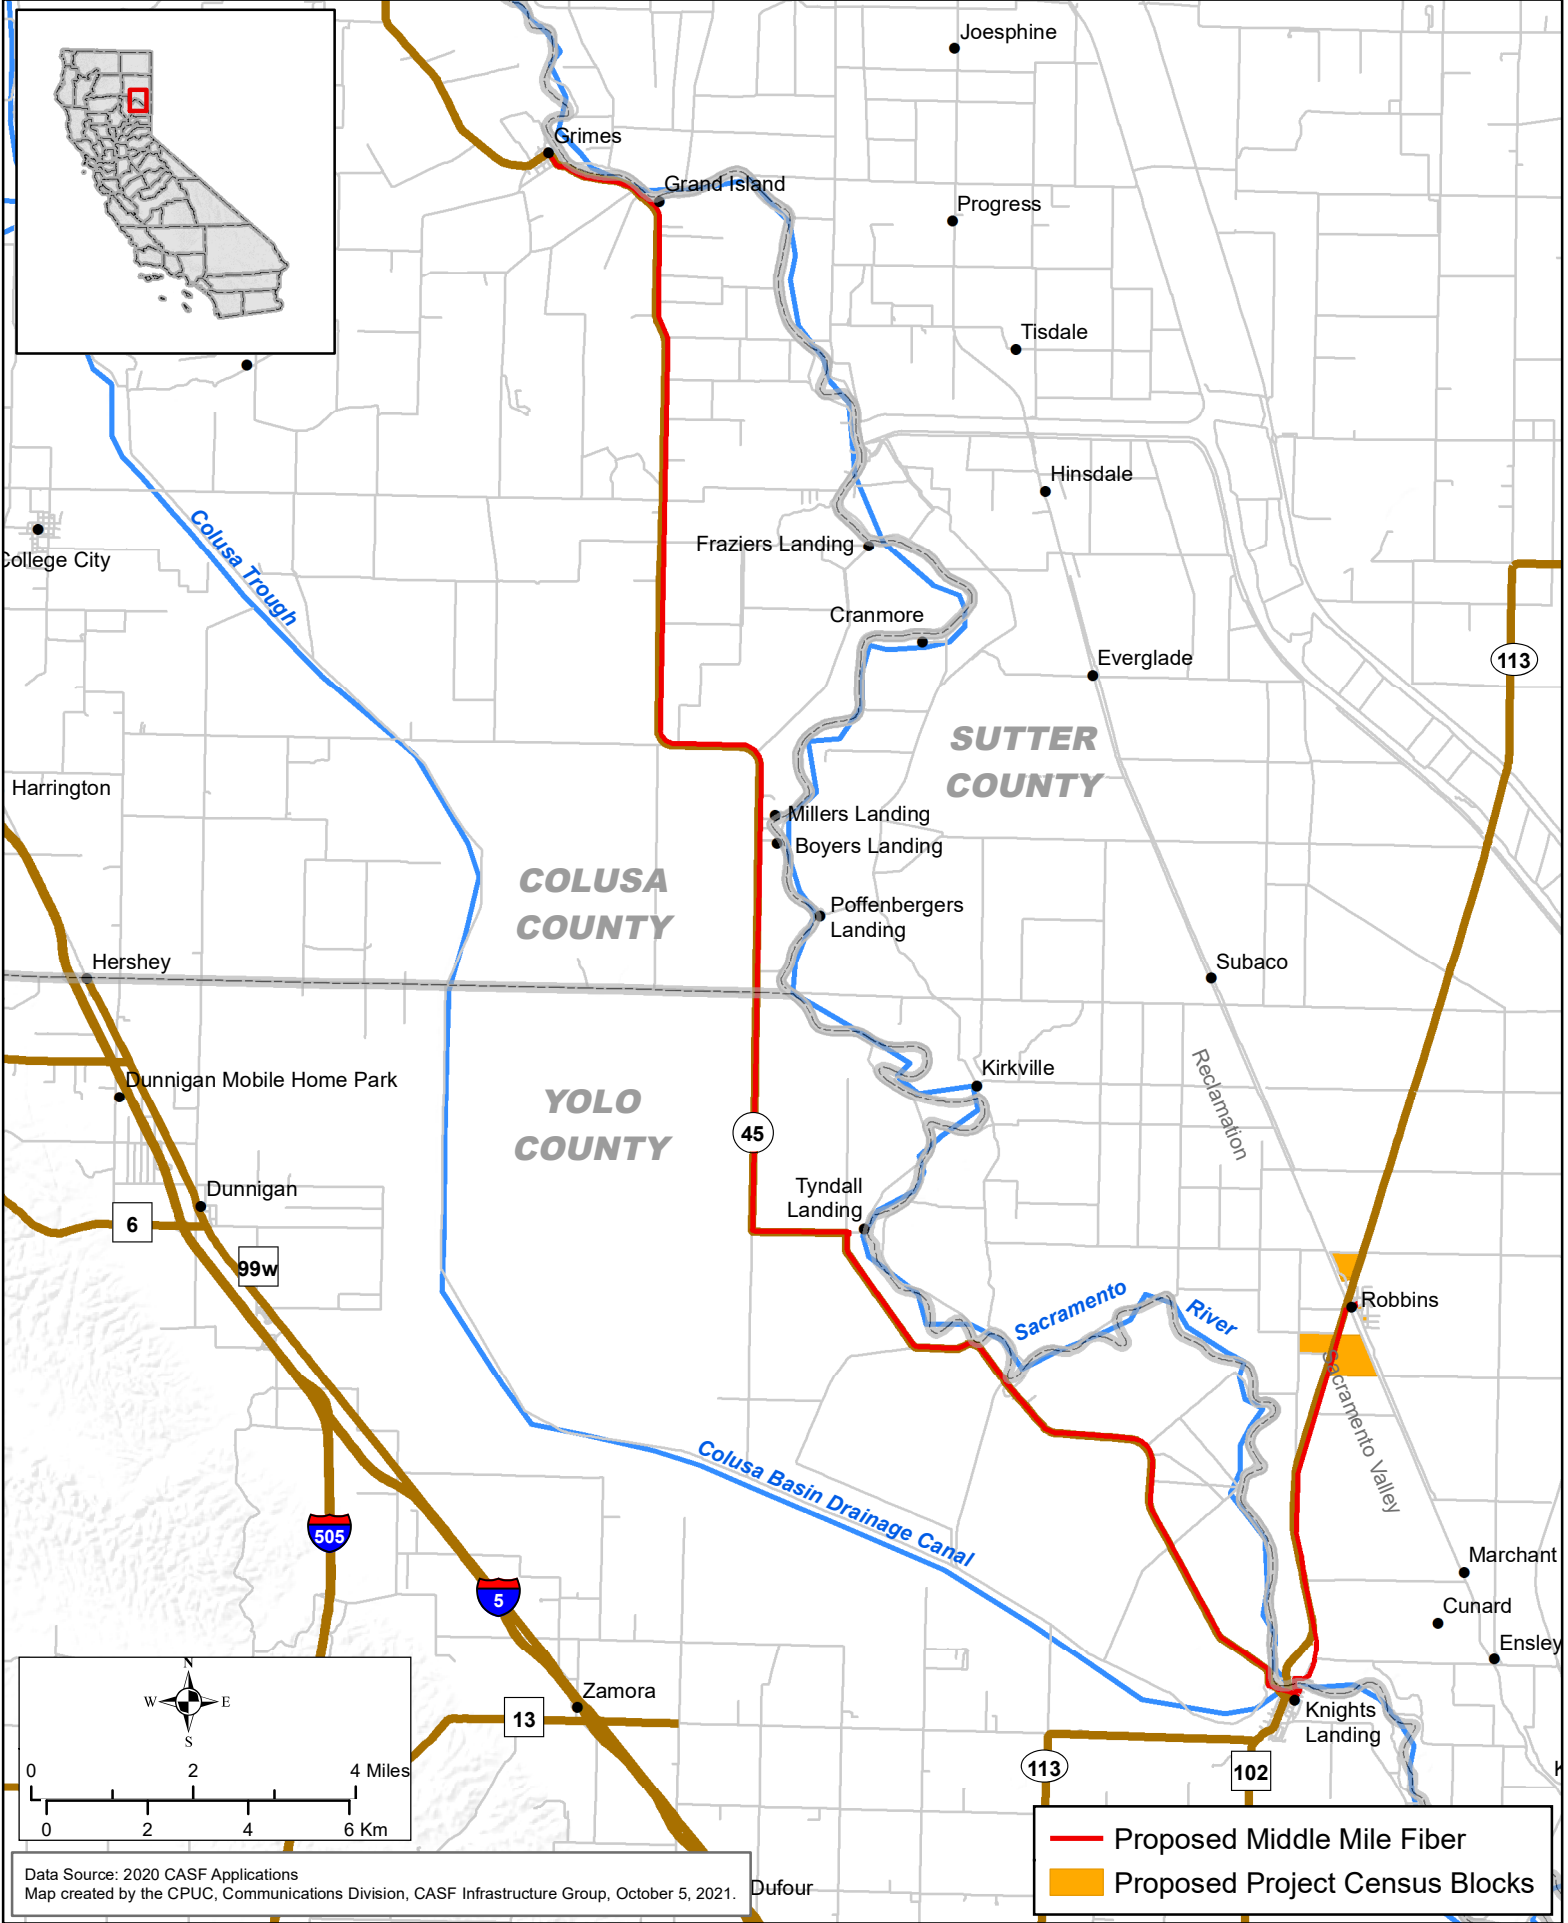 Joesphine
Grimes
Grand Island
Progress
Tisdale
Hinsdale
College City
Colusa Trough
Fraziers Landing
Cranmore
Everglade
113
SUTTER
COUNTY
Harrington
Millers Landing
Boyers Landing
COLUSA
COUNTY
Poffenbergers
Landing
Hershey
Subaco
Kirkville
Reclamation
Dunnigan Mobile Home Park
YOLO
COUNTY
45
Tyndall
Landing
Dunnigan
6
99w
Sacramento
River
Robbins
Sacramento Valley
Colusa Basin Drainage Canal
505
5
Marchant
Cunard
Ensley
Zamora
13
Knights
Landing
113
102
N
W
E
S
0
2
4 Miles
0
2
4
6 Km
Proposed Middle Mile Fiber
Proposed Project Census Blocks
Data Source: 2020 CASF Applications
Map created by the CPUC, Communications Division, CASF Infrastructure Group, October 5, 2021.
Dufour